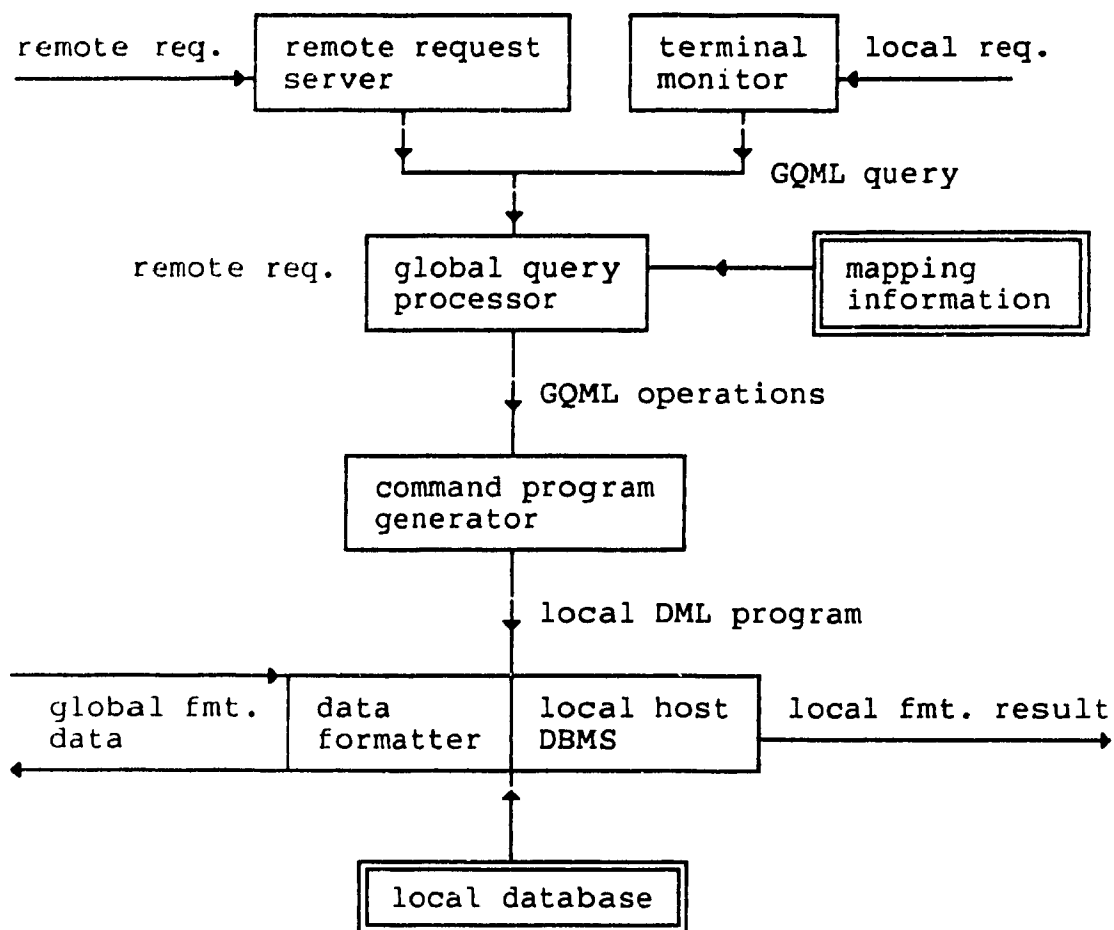 remote req.
remote request
server
terminal
monitor
local req.
GQML query
remote req.
global query
processor
mapping
information
GQML operations
command program
generator
local DML program
global fmt.
data
data
formatter
local host
DBMS
local fmt. result
local database